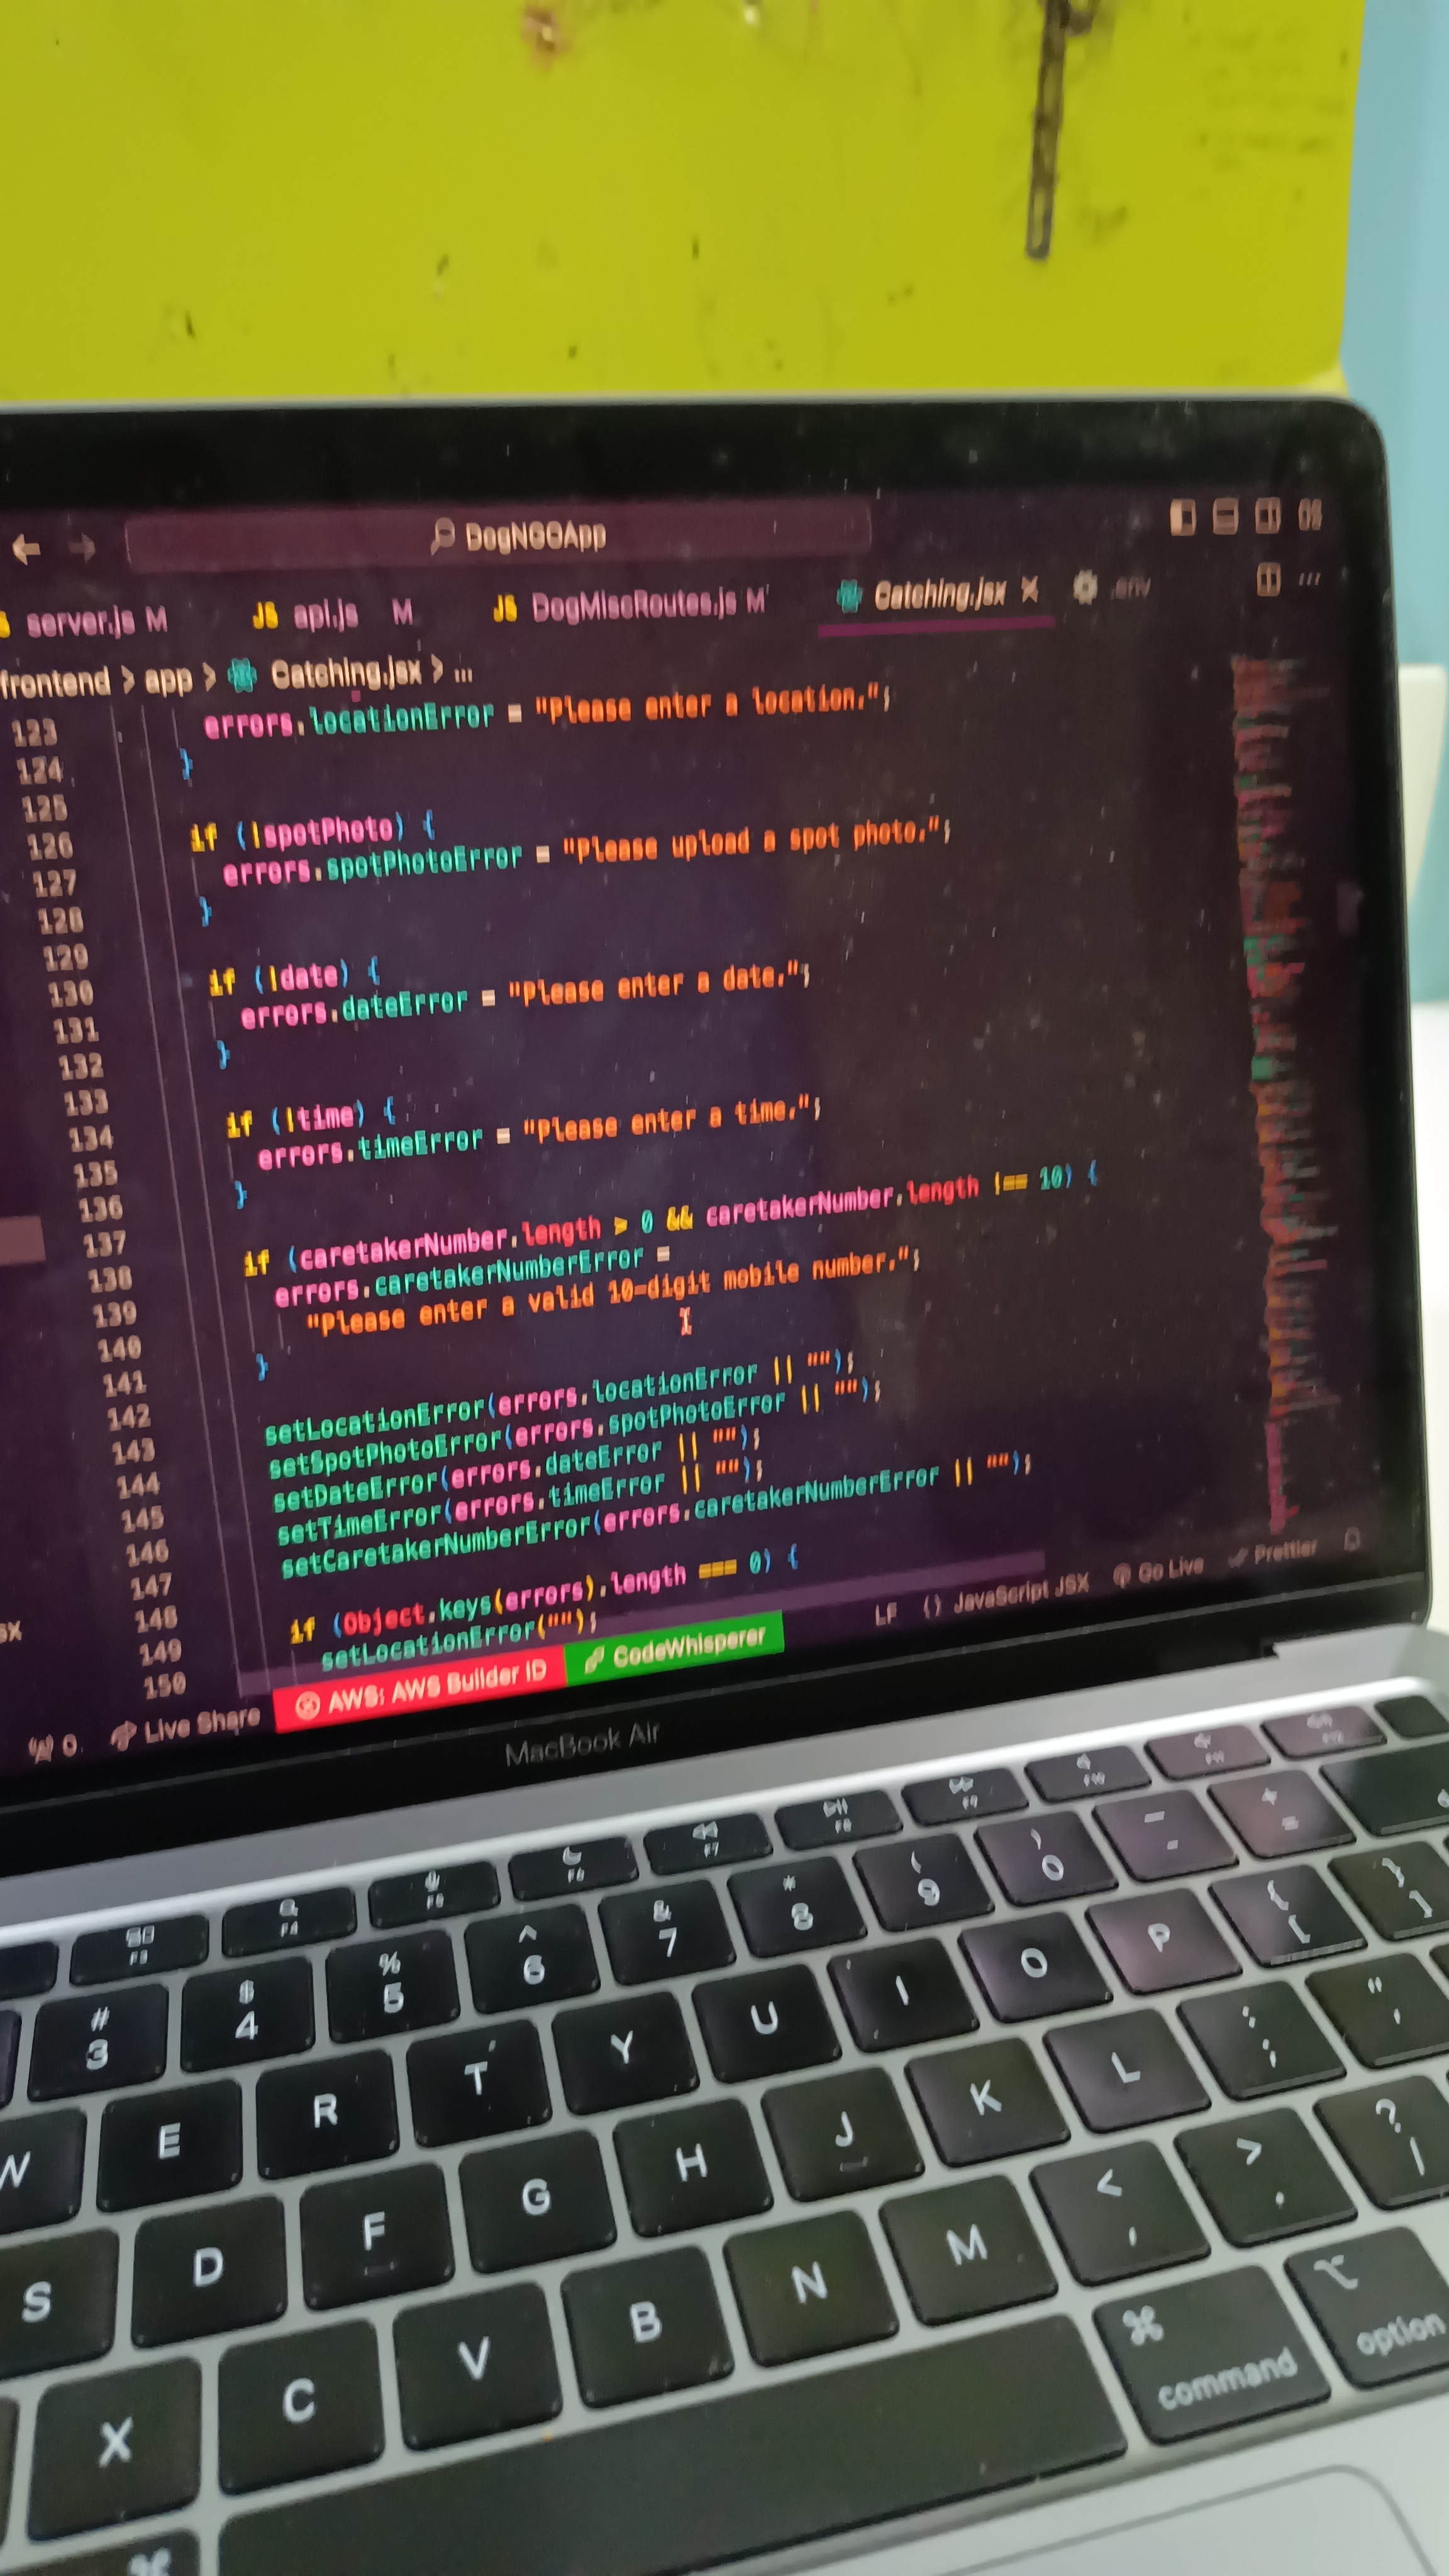 DogNGOApp
server.js M JS api.js M JS DogMiscRoutes.js M Catching.jsx .env
frontend > app > Catching.jsx > ...
123 errors.locationError = "Please enter a location.";
124 }
125
126 if (!spotPhoto) {
127 errors.spotPhotoError = "Please upload a spot photo.";
128 }
129
130 if (!date) {
131 errors.dateError = "Please enter a date.";
132 }
133
134 if (!time) {
135 errors.timeError = "Please enter a time.";
136 }
137
138 if (caretakerNumber.length > 0 && caretakerNumber.length !== 10) {
139 errors.caretakerNumberError =
140 "Please enter a valid 10-digit mobile number.";
141 }
142
143 setLocationError(errors.locationError || "");
144 setSpotPhotoError(errors.spotPhotoError || "");
145 setDateError(errors.dateError || "");
146 setTimeError(errors.timeError || "");
147 setCaretakerNumberError(errors.caretakerNumberError || "");
148
149 if (Object.keys(errors).length === 0) {
150 setLocationError("");
SX
0 Live Share AWS: AWS Builder ID CodeWhisperer LF {} JavaScript JSX Go Live Prettier
MacBook Air
F3 F4 F5 F6 F7 F8 F9 F10 F11 F12
# $ % ^ & * ( ) — +
3 4 5 6 7 8 9 0 - =
W E R T Y U I O P { [ } ]
S D F G H J K L : ; " '
X C V B N M < , > . ? /
⌘ command ⌥ option
⌘